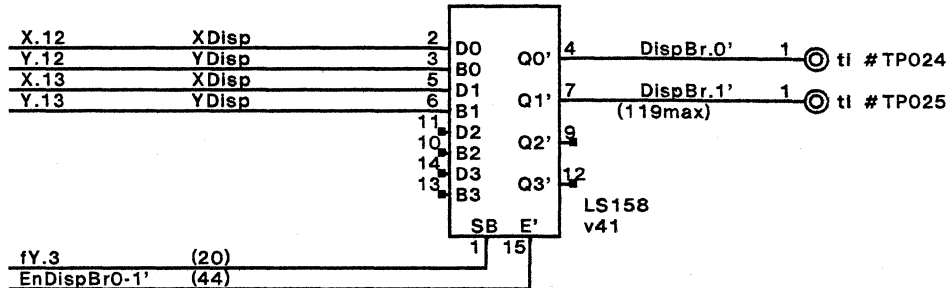 X.12 XDisp 2 D0 Q0' 4 DispBr.0' 1 tl #TP024
Y.12 YDisp 3 B0
X.13 XDisp 5 D1 Q1' 7 DispBr.1' 1 tl #TP025
Y.13 YDisp 6 B1 (119max)
11 D2 Q2' 9
10 B2
14 D3 Q3' 12
13 B3
LS158
SB E' v41
1 15
fY.3 (20)
EnDispBr0-1' (44)